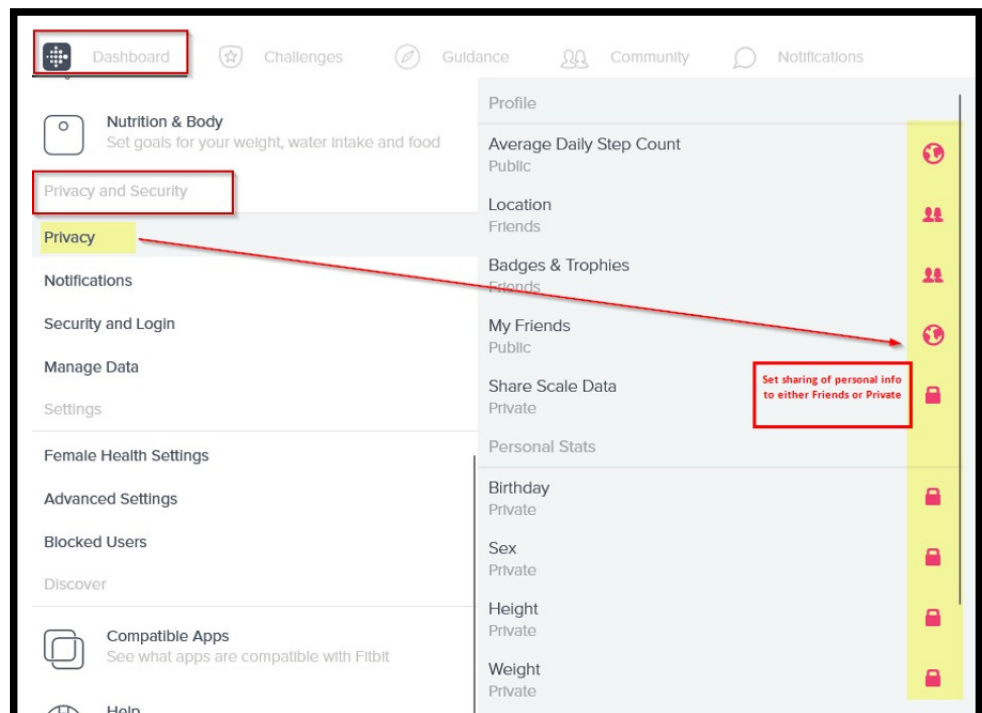 Dashboard Challenges Guidance Community Notifications
Nutrition & Body
Set goals for your weight, water intake and food
Privacy and Security
Privacy
Notifications
Security and Login
Manage Data
Settings
Female Health Settings
Advanced Settings
Blocked Users
Discover
Compatible Apps
See what apps are compatible with Fitbit
Help
Profile
Average Daily Step Count
Public
Location
Friends
Badges & Trophies
Friends
My Friends
Public
Share Scale Data
Private
Set sharing of personal info
to either Friends or Private
Personal Stats
Birthday
Private
Sex
Private
Height
Private
Weight
Private